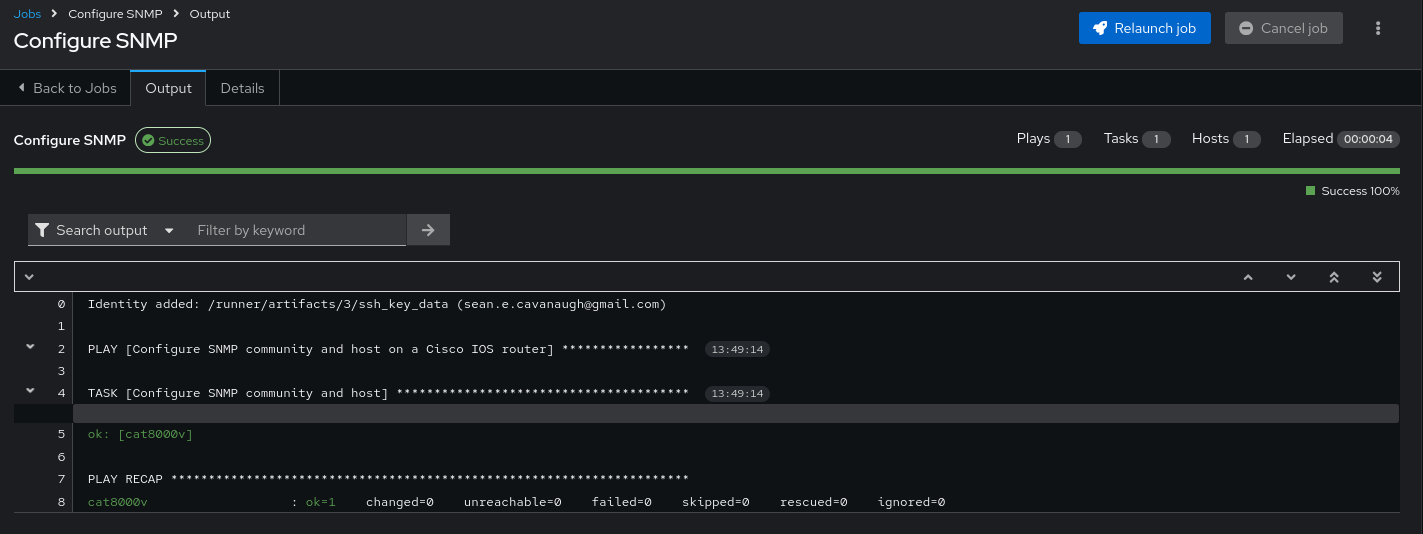 Jobs > Configure SNMP > Output
Configure SNMP
Relaunch job
Cancel job
Back to Jobs
Output
Details
Configure SNMP Success
Plays 1 Tasks 1 Hosts 1 Elapsed 00:00:04
Success 100%
Search output Filter by keyword
0 Identity added: /runner/artifacts/3/ssh_key_data (sean.e.cavanaugh@gmail.com)
1
2 PLAY [Configure SNMP community and host on a Cisco IOS router] ***************** 13:49:14
3
4 TASK [Configure SNMP community and host] *************************************** 13:49:14
5 ok: [cat8000v]
6
7 PLAY RECAP *********************************************************************
8 cat8000v : ok=1 changed=0 unreachable=0 failed=0 skipped=0 rescued=0 ignored=0